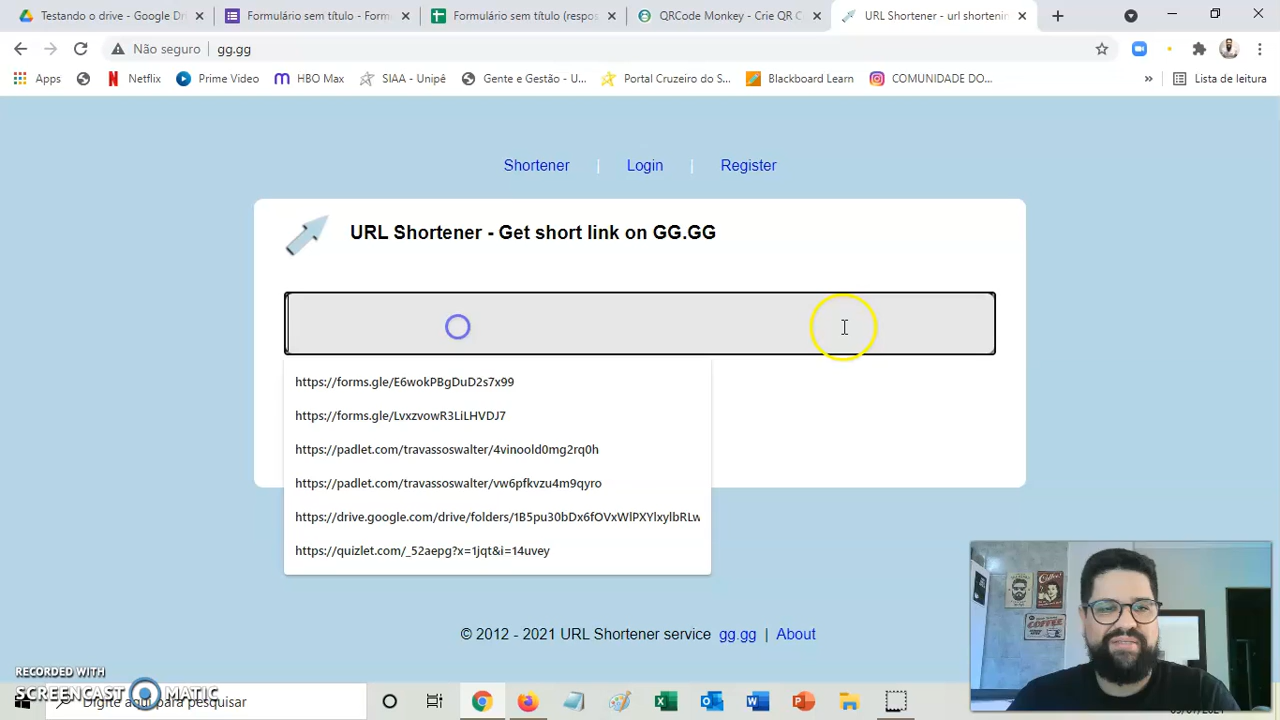 Testando o drive - Google Dri
Formulário sem título - Form
Formulário sem título (respos
QRCode Monkey - Crie QR C
URL Shortener - url shortenin
Não seguro
gg.gg
Apps
Netflix
Prime Video
HBO Max
SIAA - Unipê
Gente e Gestão - U...
Portal Cruzeiro do S...
Blackboard Learn
COMUNIDADE DO...
»
Lista de leitura
Shortener | Login | Register
URL Shortener - Get short link on GG.GG
https://forms.gle/E6wokPBgDuD2s7x99
https://forms.gle/LvxzvowR3LiLHVDJ7
https://padlet.com/travassoswalter/4vinoold0mg2rq0h
https://padlet.com/travassoswalter/vw6pfkvzu4m9qyro
https://drive.google.com/drive/folders/1B5pu30bDx6fOVxWlPXYlxylbRLw
https://quizlet.com/_52aepg?x=1jqt&i=14uvey
COFFEE
© 2012 - 2021 URL Shortener service gg.gg | About
RECORDED WITH
SCREENCAST MATIC
Digite aqui para pesquisar